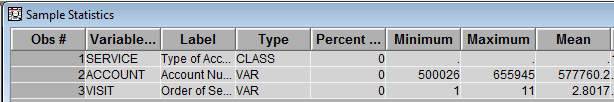 Sample Statistics
Obs # Variable... Label Type Percent ... Minimum Maximum Mean
1 SERVICE Type of Acc... CLASS 0 . . .
2 ACCOUNT Account Nu... VAR 0 500026 655945 577760.2
3 VISIT Order of Se... VAR 0 1 11 2.8017